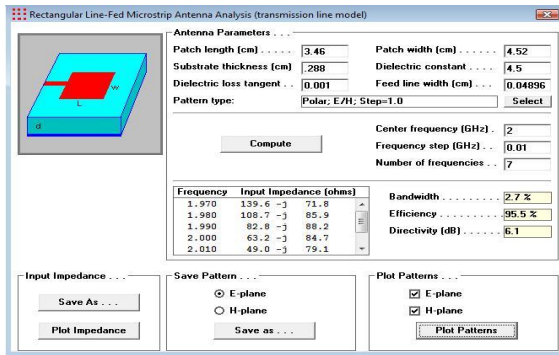 Rectangular Line-Fed Microstrip Antenna Analysis (transmission line model)
Antenna Parameters . . .
Patch length (cm) . . . . . 3.46 Patch width (cm) . . . . . . 4.52
Substrate thickness (cm) .288 Dielectric constant . . . . 4.5
Dielectric loss tangent . . 0.001 Feed line width (cm) . . . 0.04896
Pattern type: Polar; E/H; Step=1.0 Select
Compute
Center frequency (GHz) . 2
Frequency step (GHz) . . 0.01
Number of frequencies . . 7
Frequency Input Impedance (ohms)
1.970 139.6 -j 71.8
1.980 108.7 -j 85.9
1.990 82.8 -j 88.2
2.000 63.2 -j 84.7
2.010 49.0 -j 79.1
Bandwidth . . . . . . . . . 2.7 %
Efficiency . . . . . . . . . 95.5 %
Directivity (dB) . . . . . . 6.1
W
L
d
Input Impedance . . .
Save As . . .
Plot Impedance
Save Pattern . . .
E-plane
H-plane
Save as . . .
Plot Patterns . . .
E-plane
H-plane
Plot Patterns